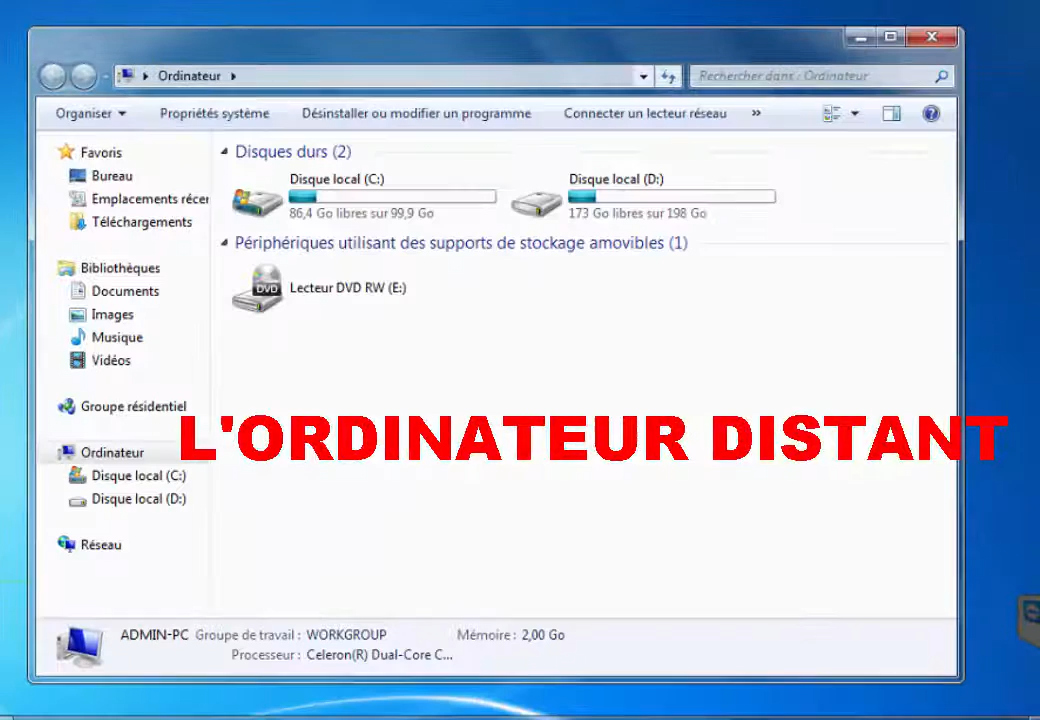 Ordinateur
Rechercher dans : Ordinateur
Organiser Propriétés système Désinstaller ou modifier un programme Connecter un lecteur réseau »
Favoris
Bureau
Emplacements récer
Téléchargements
Bibliothèques
Documents
Images
Musique
Vidéos
Groupe résidentiel
Ordinateur
Disque local (C:)
Disque local (D:)
Réseau
Disques durs (2)
Disque local (C:)
86,4 Go libres sur 99,9 Go
Disque local (D:)
173 Go libres sur 198 Go
Périphériques utilisant des supports de stockage amovibles (1)
DVD
Lecteur DVD RW (E:)
L'ORDINATEUR DISTANT
ADMIN-PC Groupe de travail : WORKGROUP Mémoire : 2,00 Go
Processeur : Celeron(R) Dual-Core C...